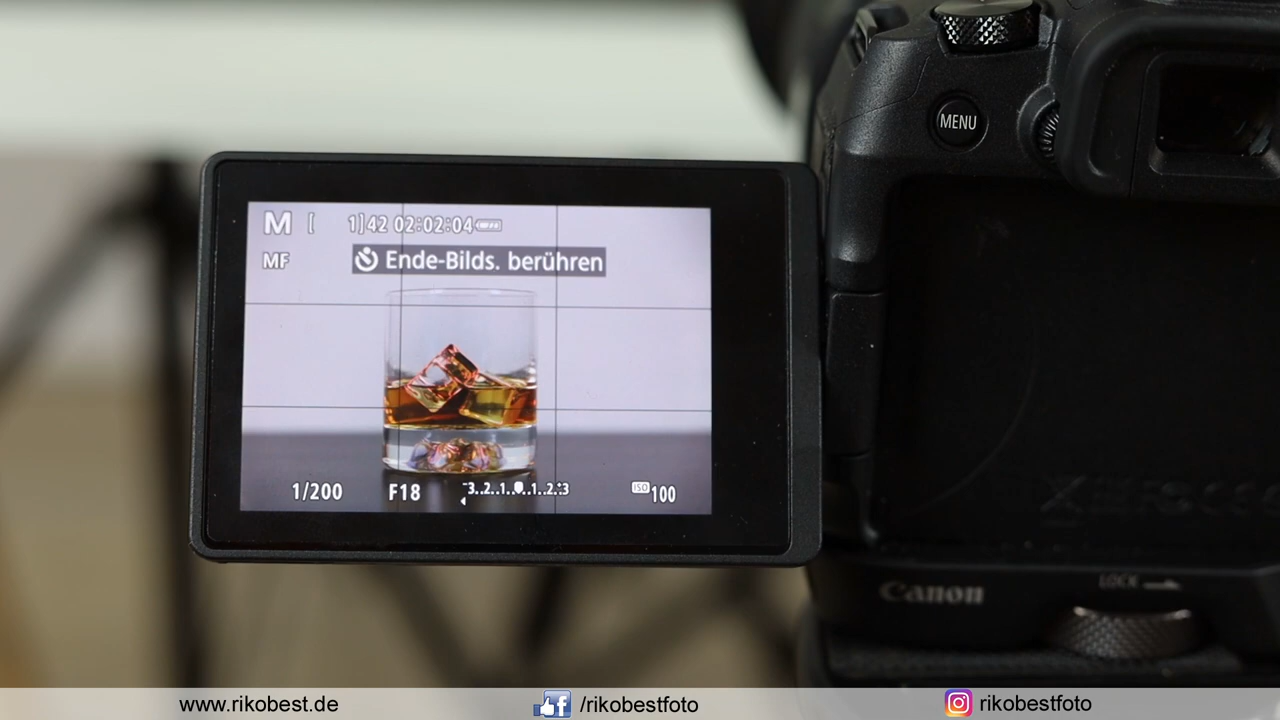 MENU
M [ 1]42 02:02:04
MF
Ende-Bilds. berühren
1/200 F18 -3..2..1..0..1..2..:3 ISO 100
LOCK
Canon
www.rikobest.de /rikobestfoto rikobestfoto